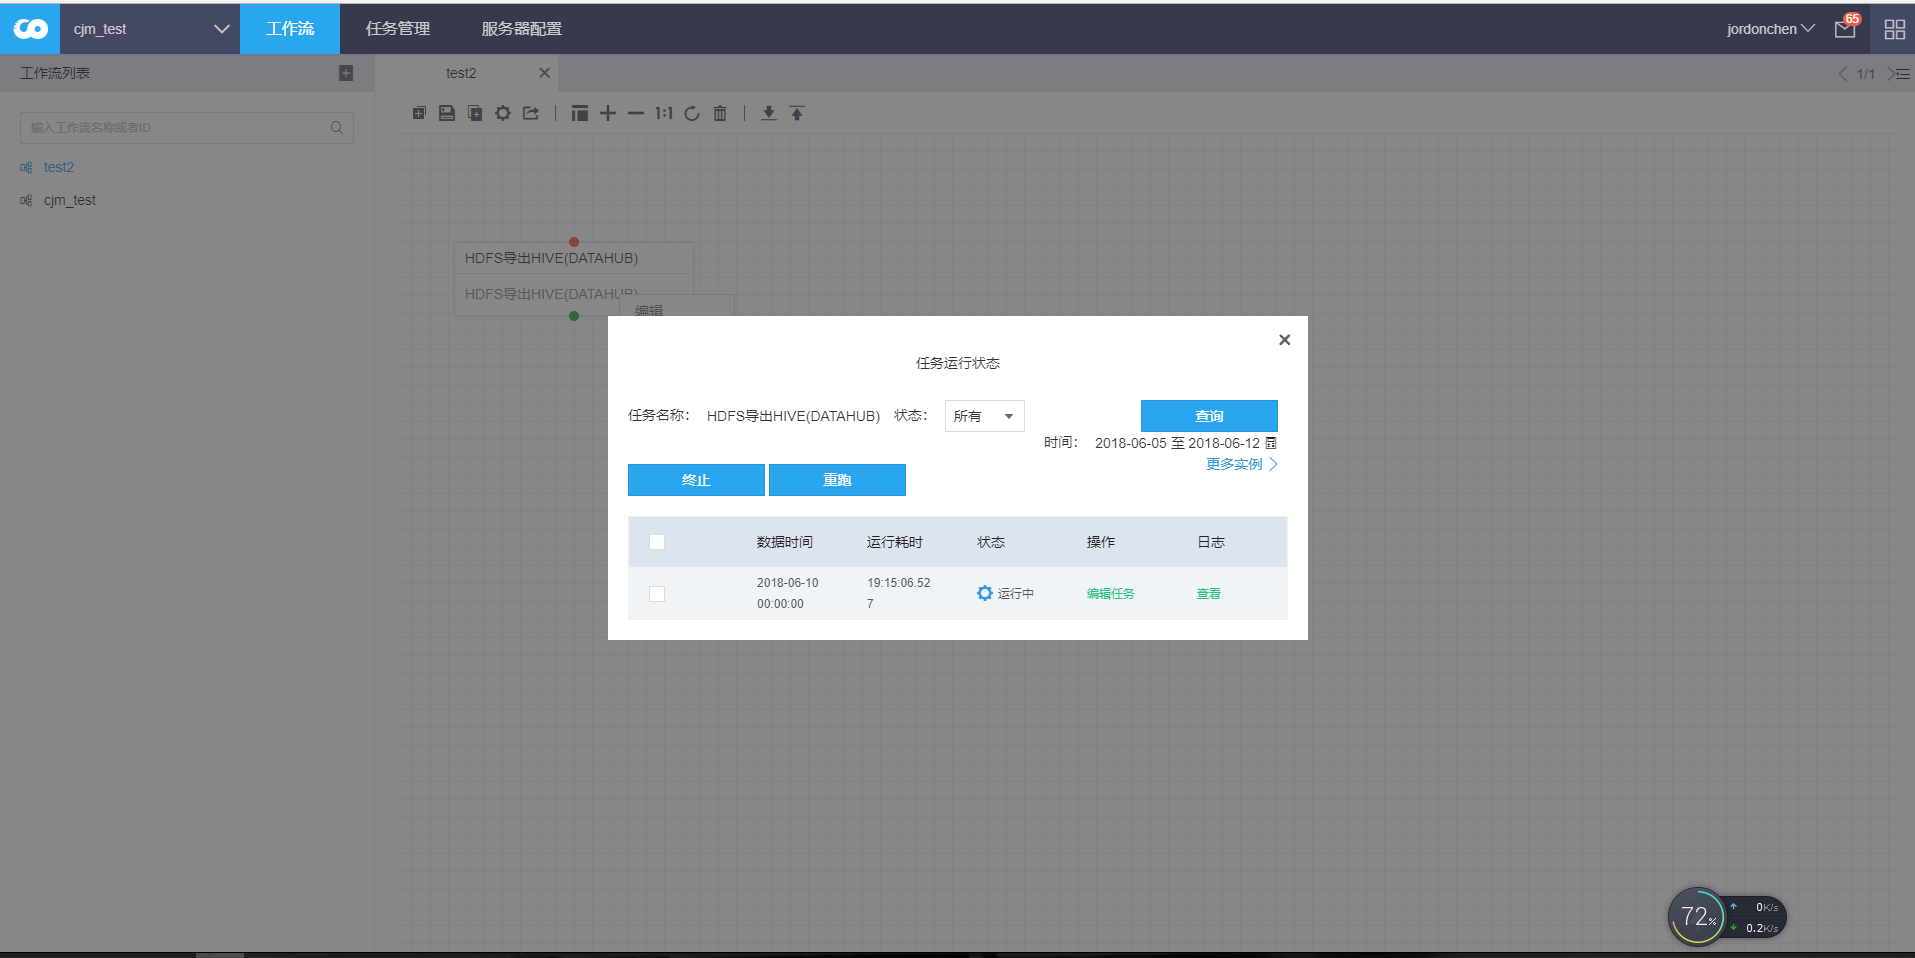 cjm_test
工作流
任务管理
服务器配置
jordonchen
65
工作流列表
test2
1/1
输入工作流名称或者ID
1:1
test2
cjm_test
HDFS导出HIVE(DATAHUB)
HDFS导出HIVE(DATAHUB)
编辑
任务运行状态
任务名称： HDFS导出HIVE(DATAHUB) 状态： 所有
查询
时间： 2018-06-05 至 2018-06-12
更多实例
终止
重跑
数据时间 运行耗时 状态 操作 日志
2018-06-10
00:00:00
19:15:06.52
7
运行中
编辑任务
查看
72%
0K/s
0.2K/s